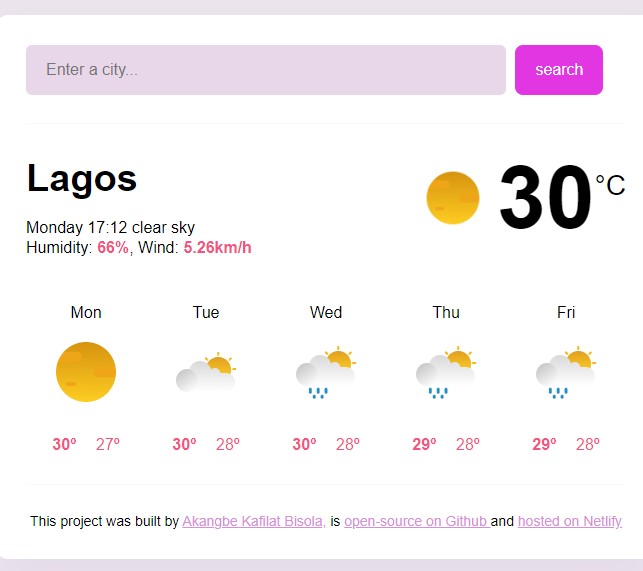 Enter a city...
search
Lagos
30°C
Monday 17:12 clear sky
Humidity: 66%, Wind: 5.26km/h
Mon Tue Wed Thu Fri
30º 27º 30º 28º 30º 28º 29º 28º 29º 28º
This project was built by Akangbe Kafilat Bisola, is open-source on Github and hosted on Netlify